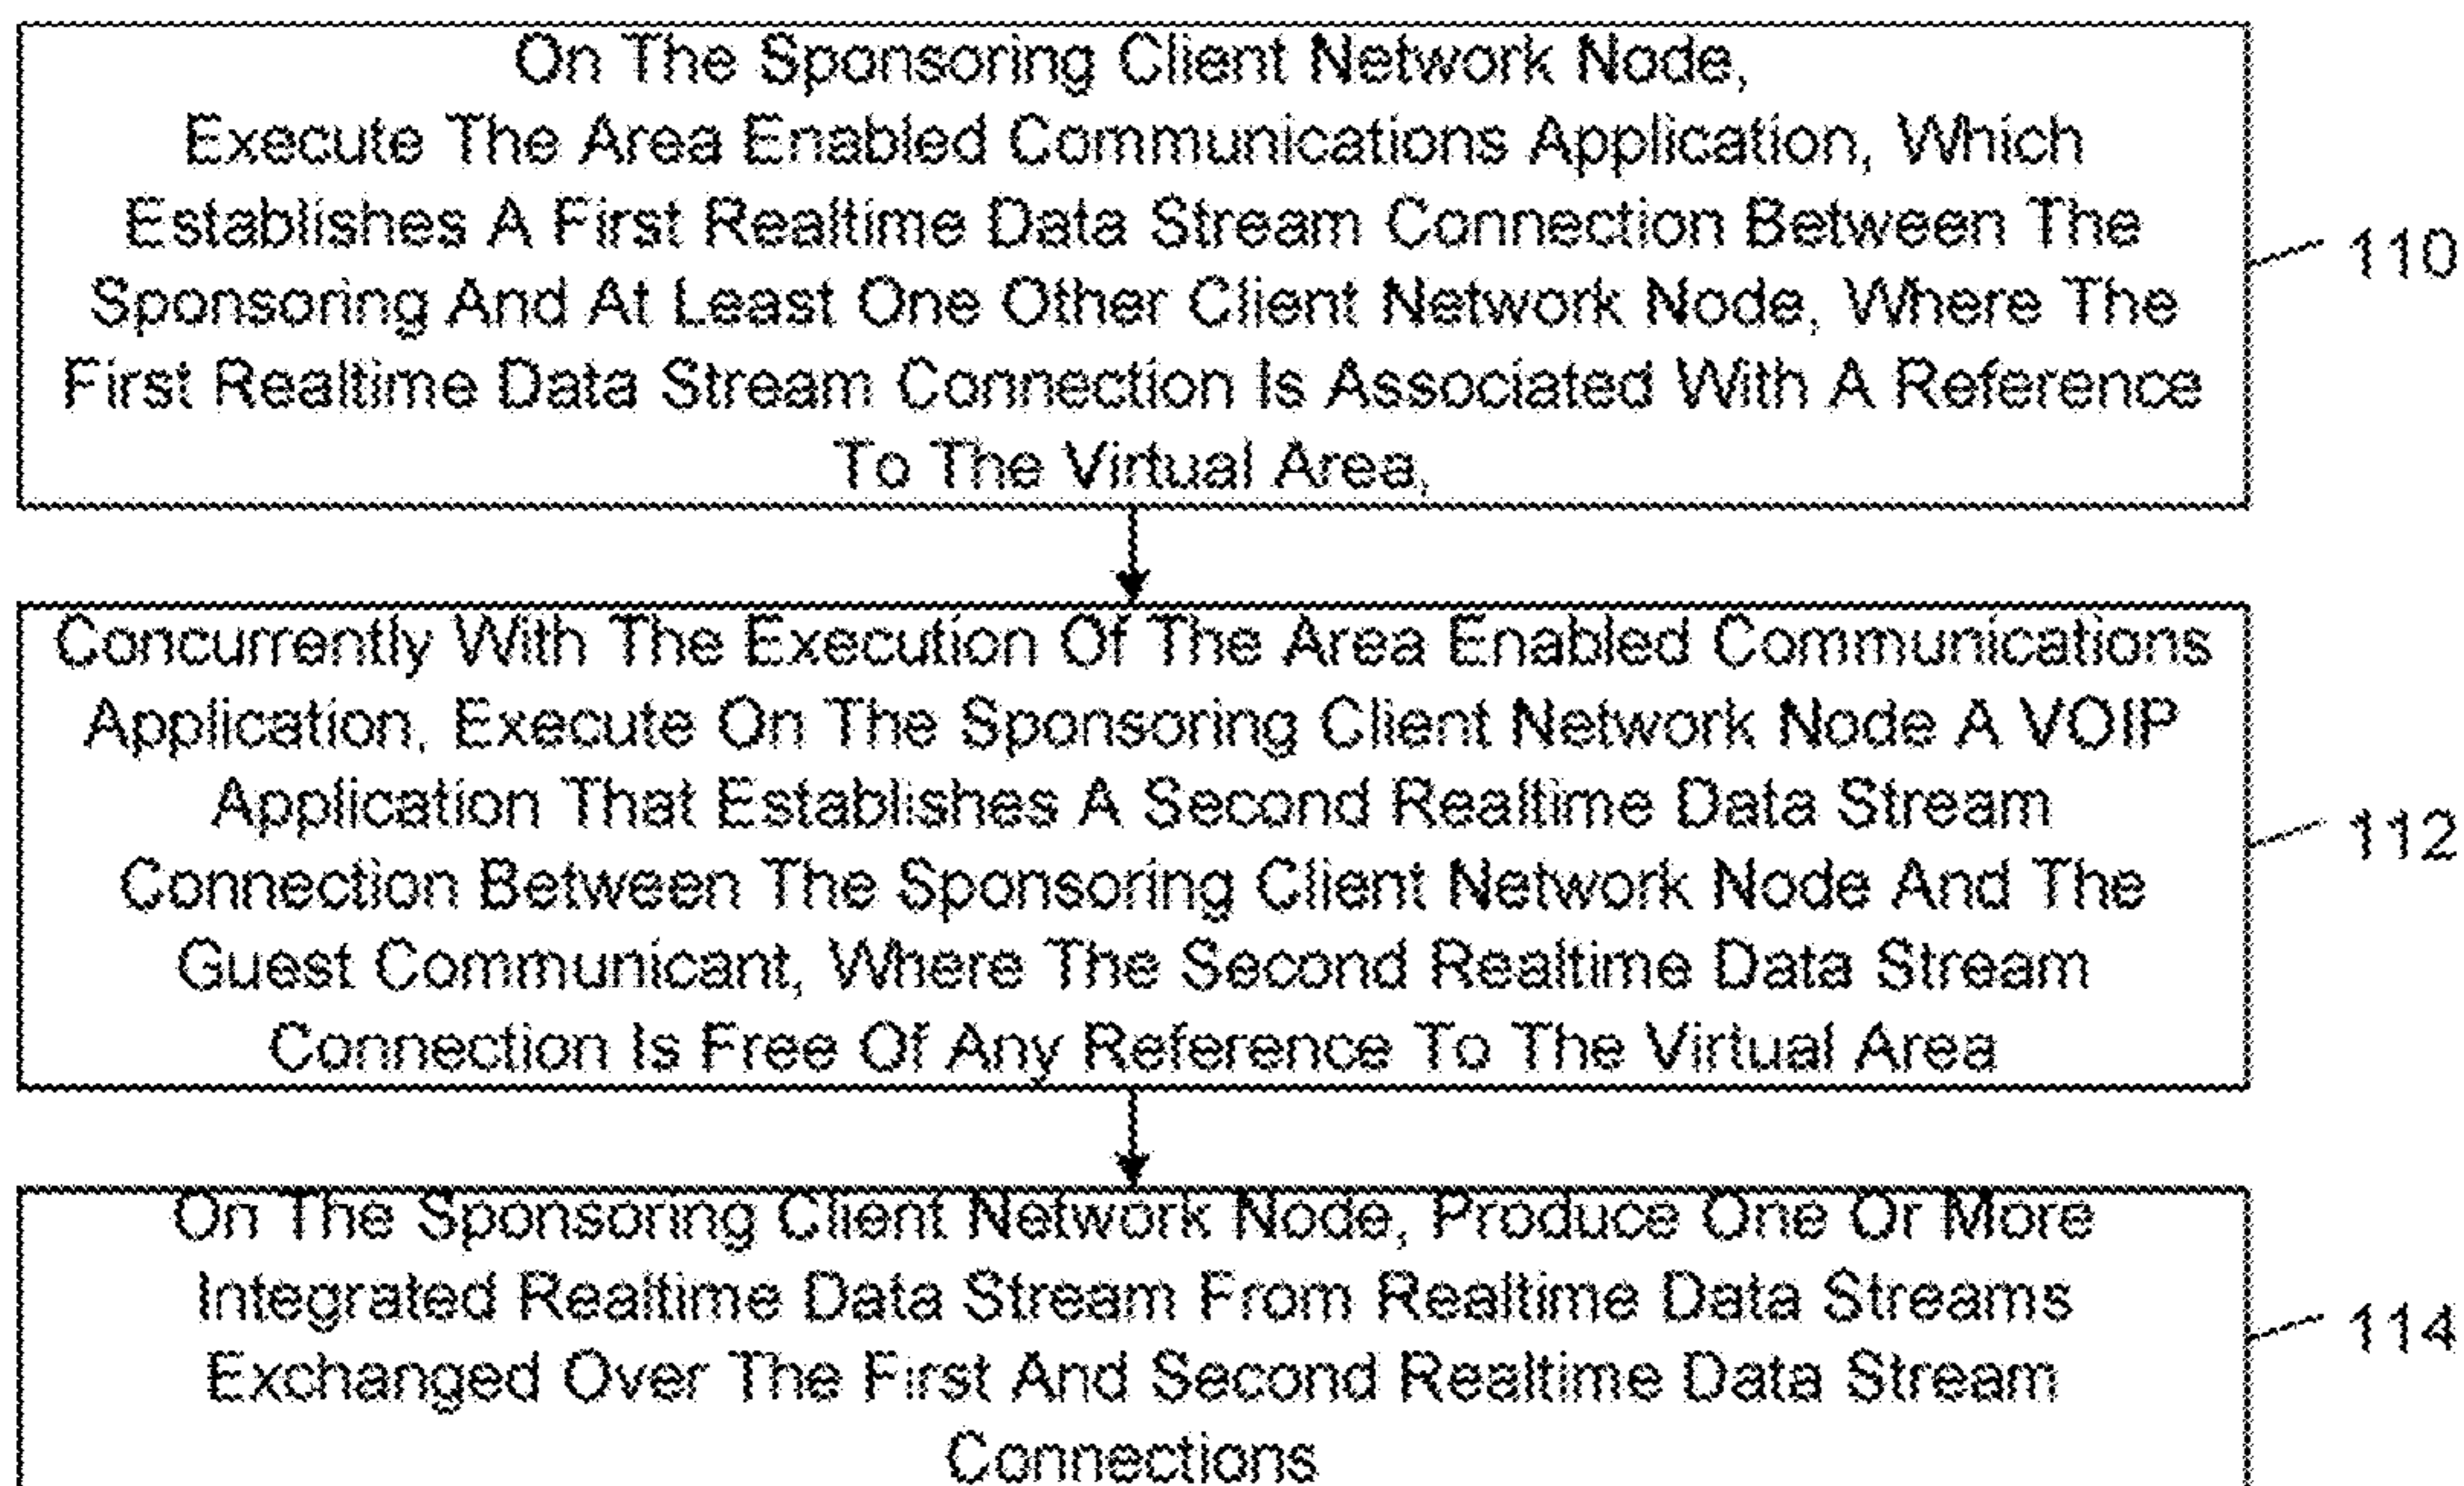 On The Sponsoring Client Network Node,
Execute The Area Enabled Communications Application, Which
Establishes A First Realtime Data Stream Connection Between The
Sponsoring And At Least One Other Client Network Node, Where The
First Realtime Data Stream Connection Is Associated With A Reference
To The Virtual Area,
110
Concurrently With The Execution Of The Area Enabled Communications
Application, Execute On The Sponsoring Client Network Node A VOIP
Application That Establishes A Second Realtime Data Stream
Connection Between The Sponsoring Client Network Node And The
Guest Communicant, Where The Second Realtime Data Stream
Connection Is Free Of Any Reference To The Virtual Area
112
On The Sponsoring Client Network Node, Produce One Or More
Integrated Realtime Data Stream From Realtime Data Streams
Exchanged Over The First And Second Realtime Data Stream
Connections
114